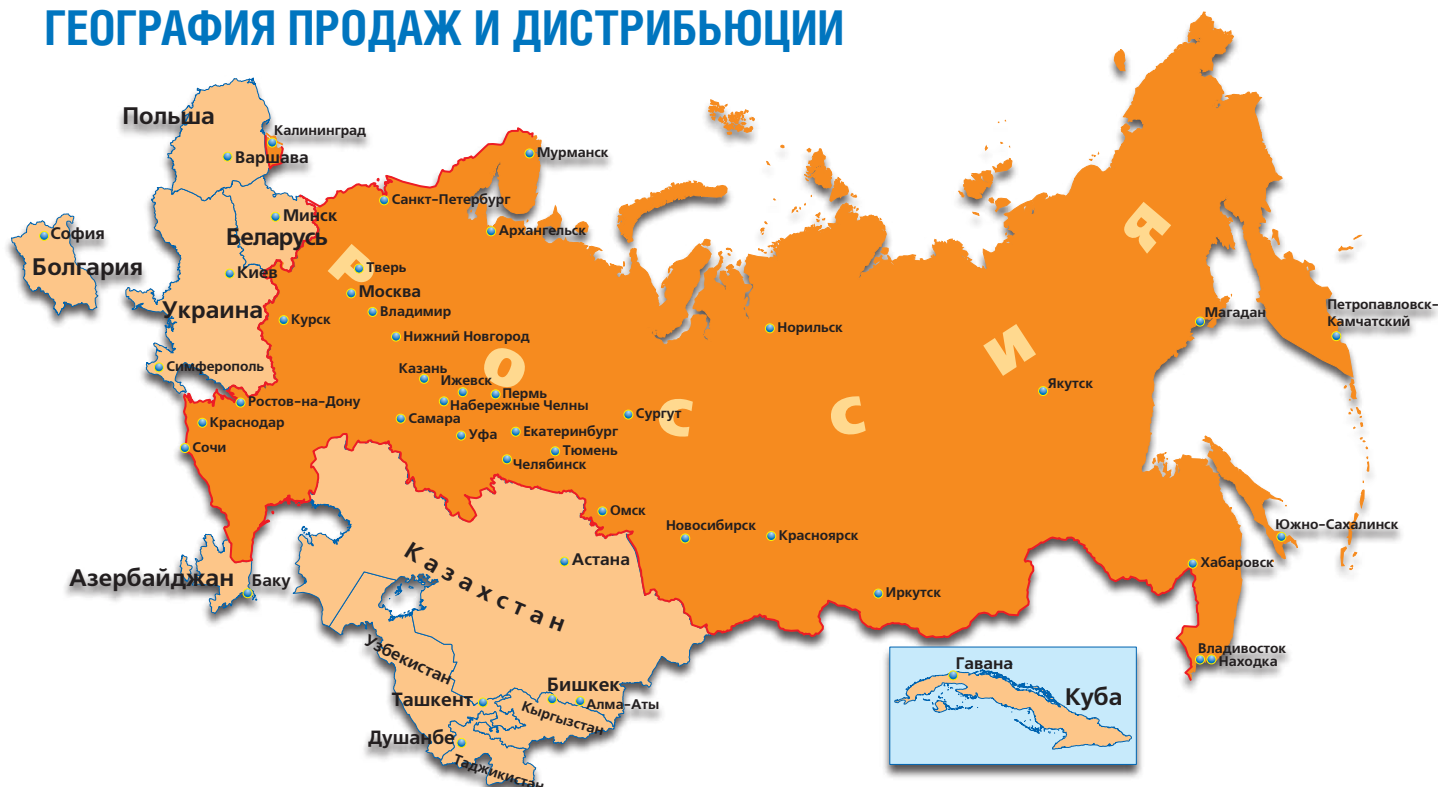 ГЕОГРАФИЯ ПРОДАЖ И ДИСТРИБЬЮЦИИ
Польша
Калининград
Варшава
Мурманск
Санкт-Петербург
Минск
Беларусь
Архангельск
София
Болгария
Киев
Украина
Тверь
Москва
Владимир
Курск
Нижний Новгород
Норильск
Магадан
Петропавловск-
Камчатский
Россия
Симферополь
Казань
Ижевск
Пермь
Набережные Челны
Якутск
Ростов-на-Дону
Краснодар
Самара
Сургут
Сочи
Уфа
Екатеринбург
Тюмень
Челябинск
Омск
Новосибирск
Красноярск
Южно-Сахалинск
Хабаровск
Казахстан
Астана
Азербайджан
Баку
Иркутск
Владивосток
Находка
Узбекистан
Ташкент
Бишкек
Алма-Аты
Кыргызстан
Душанбе
Таджикистан
Гавана
Куба